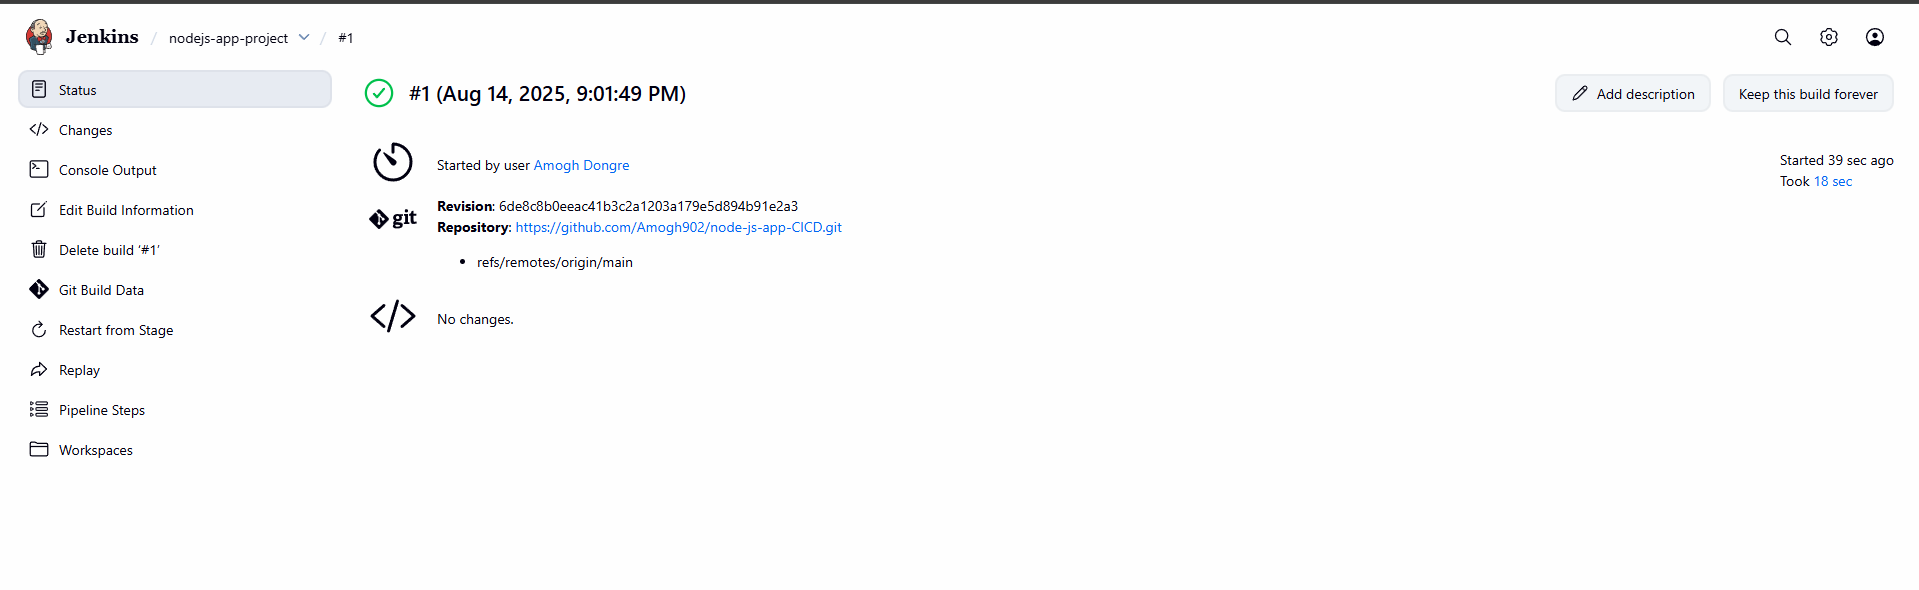 Jenkins / nodejs-app-project / #1
Status
Changes
Console Output
Edit Build Information
Delete build ‘#1’
Git Build Data
Restart from Stage
Replay
Pipeline Steps
Workspaces
#1 (Aug 14, 2025, 9:01:49 PM)
Add description
Keep this build forever
Started by user Amogh Dongre
Started 39 sec ago
Took 18 sec
git
Revision: 6de8c8b0eeac41b3c2a1203a179e5d894b91e2a3
Repository: https://github.com/Amogh902/node-js-app-CICD.git
• refs/remotes/origin/main
No changes.